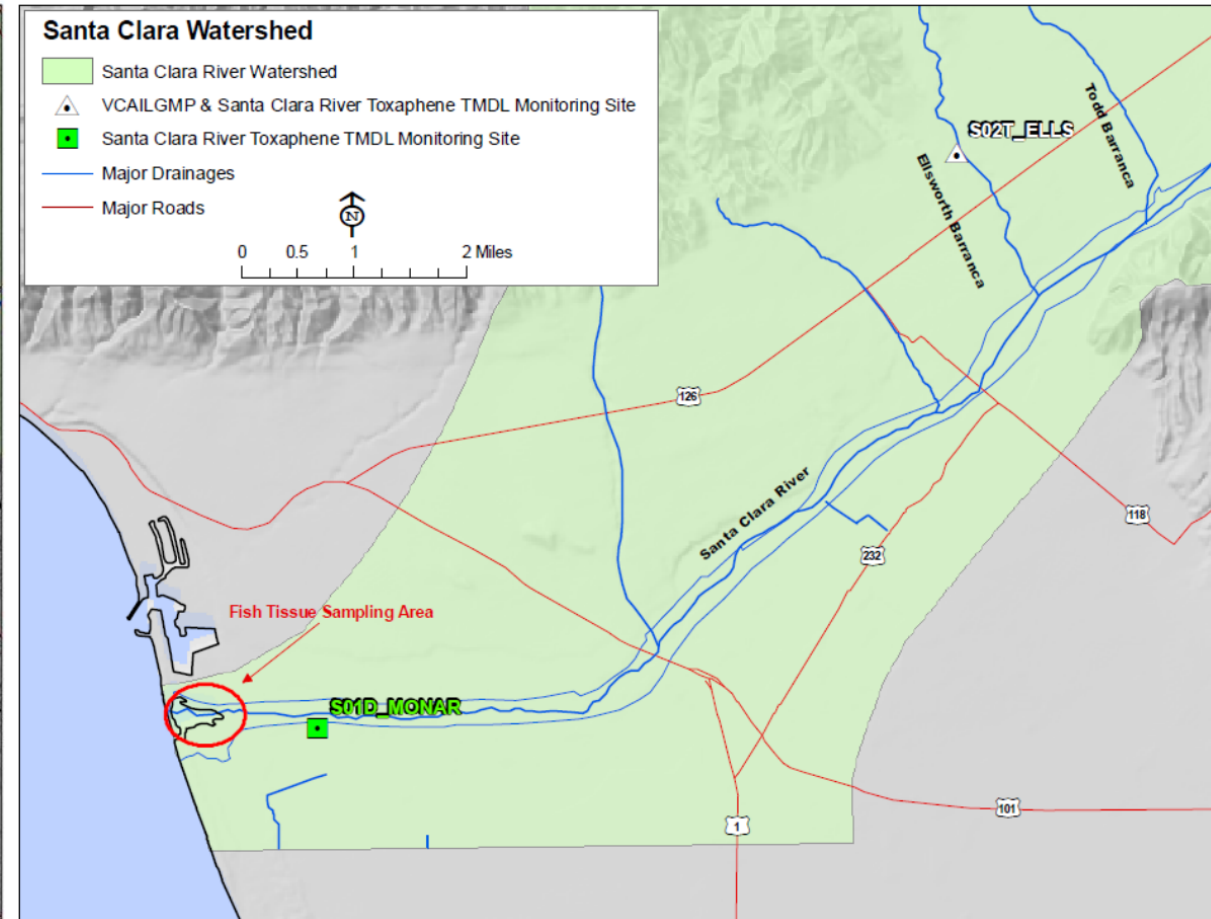 Santa Clara Watershed
Santa Clara River Watershed
VCAILGMP & Santa Clara River Toxaphene TMDL Monitoring Site
Santa Clara River Toxaphene TMDL Monitoring Site
Major Drainages
Major Roads
N
0 0.5 1 2 Miles
S02T_ELLS
Todd Barranca
Ellsworth Barranca
126
Santa Clara River
118
232
Fish Tissue Sampling Area
S01D_MONAR
101
1